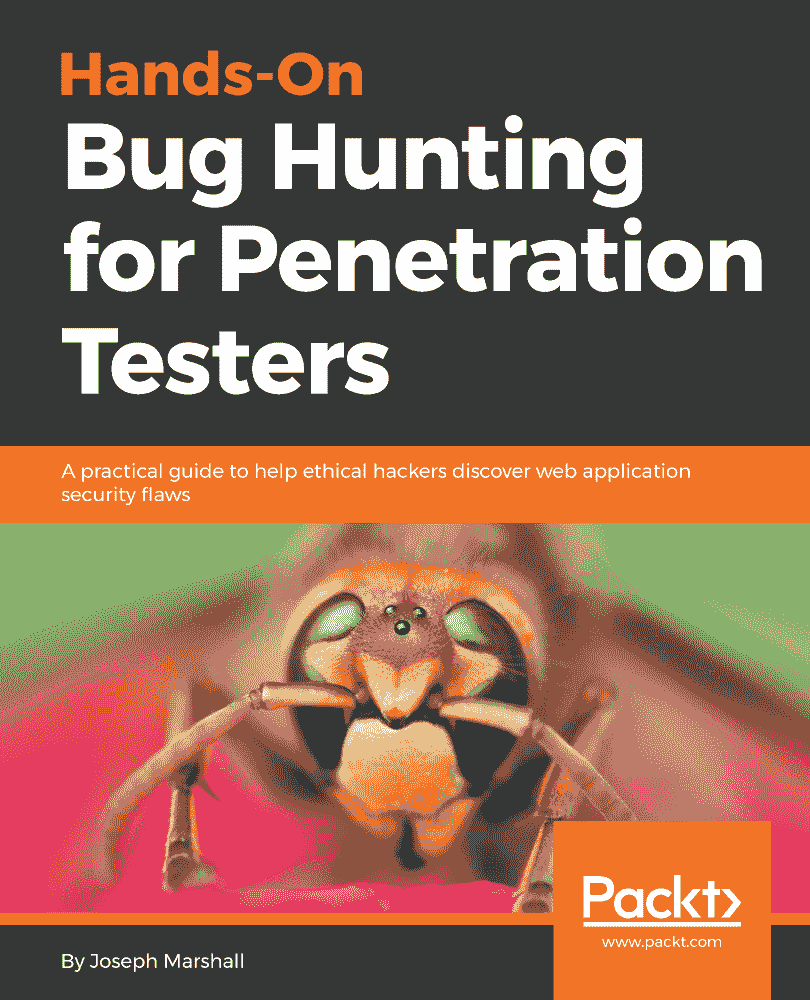 Hands-On
Bug Hunting
for Penetration
Testers
A practical guide to help ethical hackers discover web application
security flaws
Packt>
www.packt.com
By Joseph Marshall